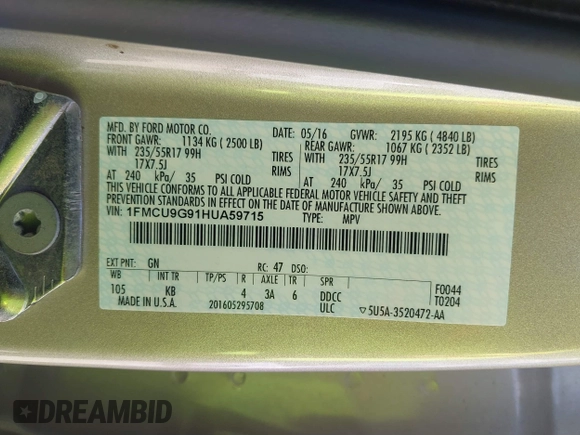 MFD. BY FORD MOTOR CO. 05/16 GVWR: 2195 KG ( 4840 LB)
FRONT GAWR: 1134 KG ( 2500 LB) REAR GAWR: 1067 KG ( 2352 LB)
WITH 235/55R17 99H TIRES WITH 235/55R17 99H TIRES
17X7.5J 17X7.5J
AT 240 kPa/ 35 PSI COLD AT 240 kPa/ 35 PSI COLD
THIS VEHICLE CONFORMS TO ALL APPLICABLE FEDERAL MOTOR VEHICLE SAFETY AND THEFT
PREVENTION STANDARDS IN EFFECT ON THE DATE OF MANUFACTURE SHOWN ABOVE.
VIN: 1FMCU9G91HUA59715 TYPE: MPV
EXT PNT: GN RC: 47 DSO:
WB INT TR TP/PS R AXLE TR SPR F0044
105 KB 4 3A 6 DDCC T0204
MADE IN U.S.A. 201605295708 ULC ▽5U5A-3520472-AA
DREAMBID